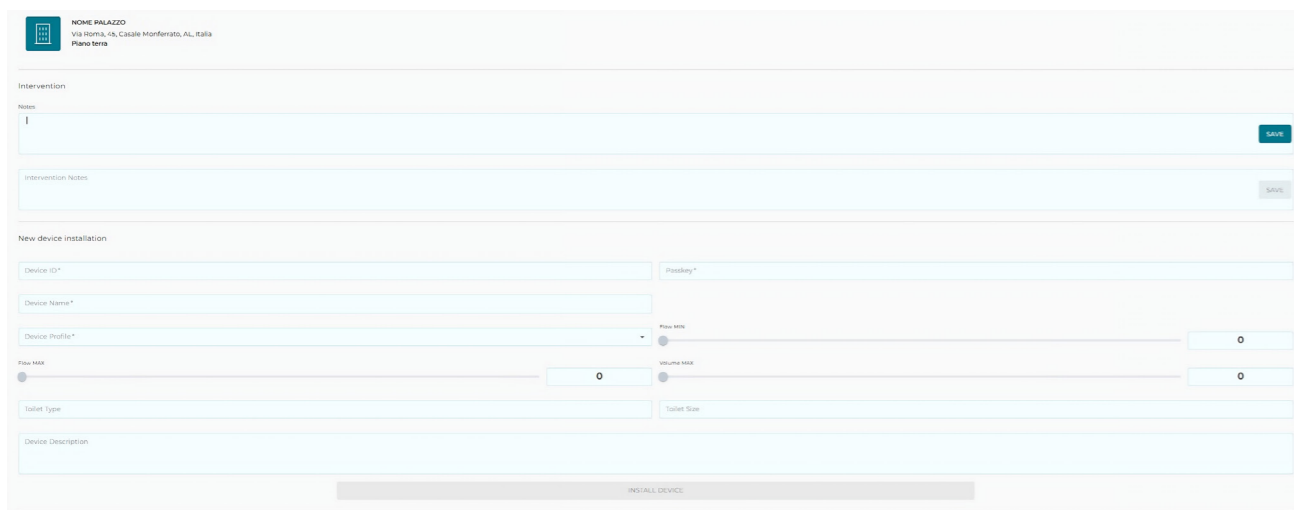 NOME PALAZZO
Via Roma, 45, Casale Monferrato, AL, Italia
Piano terra
Intervention
Notes
SAVE
Intervention Notes
SAVE
New device installation
Device ID*
Passkey*
Device Name*
Device Profile*
Flow MIN
0
Flow MAX
0
Volume MAX
0
Toilet Type
Toilet Size
Device Description
INSTALL DEVICE